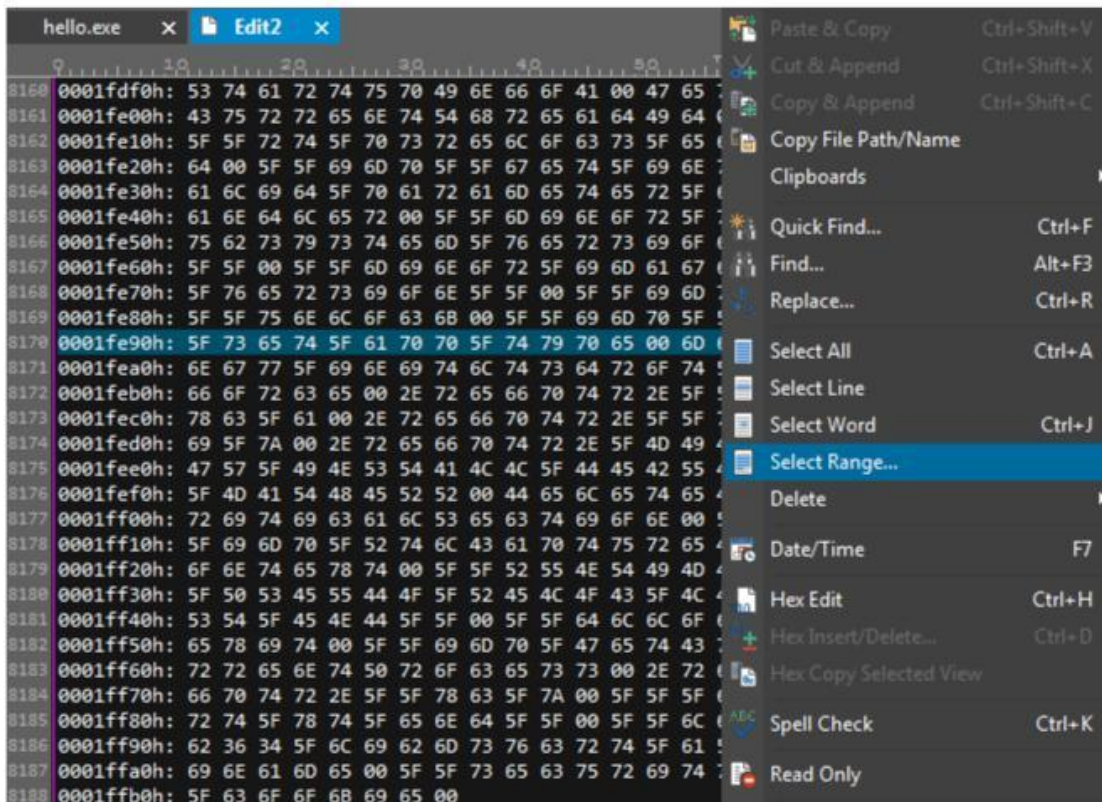 hello.exe × Edit2 ×
0 10 20 30 40 50
8160 0001fdf0h: 53 74 61 72 74 75 70 49 6E 66 6F 41 00 47 65
8161 0001fe00h: 43 75 72 72 65 6E 74 54 68 72 65 61 64 49 64
8162 0001fe10h: 5F 5F 72 74 5F 70 73 72 65 6C 6F 63 73 5F 65
8163 0001fe20h: 64 00 5F 5F 69 6D 70 5F 5F 67 65 74 5F 69 6E
8164 0001fe30h: 61 6C 69 64 5F 70 61 72 61 6D 65 74 65 72 5F
8165 0001fe40h: 61 6E 64 6C 65 72 00 5F 5F 6D 69 6E 6F 72 5F
8166 0001fe50h: 75 62 73 79 73 74 65 6D 5F 76 65 72 73 69 6F
8167 0001fe60h: 5F 5F 00 5F 5F 6D 69 6E 6F 72 5F 69 6D 61 67
8168 0001fe70h: 5F 76 65 72 73 69 6F 6E 5F 5F 00 5F 5F 69 6D
8169 0001fe80h: 5F 5F 75 6E 6C 6F 63 6B 00 5F 5F 69 6D 70 5F
8170 0001fe90h: 5F 73 65 74 5F 61 70 70 5F 74 79 70 65 00 6D
8171 0001fea0h: 6E 67 77 5F 69 6E 69 74 6C 74 73 64 72 6F 74
8172 0001feb0h: 66 6F 72 63 65 00 2E 72 65 66 70 74 72 2E 5F
8173 0001fec0h: 78 63 5F 61 00 2E 72 65 66 70 74 72 2E 5F 5F
8174 0001fed0h: 69 5F 7A 00 2E 72 65 66 70 74 72 2E 5F 4D 49
8175 0001fee0h: 47 57 5F 49 4E 53 54 41 4C 4C 5F 44 45 42 55
8176 0001fef0h: 5F 4D 41 54 48 45 52 52 00 44 65 6C 65 74 65
8177 0001ff00h: 72 69 74 69 63 61 6C 53 65 63 74 69 6F 6E 00
8178 0001ff10h: 5F 69 6D 70 5F 52 74 6C 43 61 70 74 75 72 65
8179 0001ff20h: 6F 6E 74 65 78 74 00 5F 5F 52 55 4E 54 49 4D
8180 0001ff30h: 5F 50 53 45 55 44 4F 5F 52 45 4C 4F 43 5F 4C
8181 0001ff40h: 53 54 5F 45 4E 44 5F 5F 00 5F 5F 64 6C 6C 6F
8182 0001ff50h: 65 78 69 74 00 5F 5F 69 6D 70 5F 47 65 74 43
8183 0001ff60h: 72 72 65 6E 74 50 72 6F 63 65 73 73 00 2E 72
8184 0001ff70h: 66 70 74 72 2E 5F 5F 78 63 5F 7A 00 5F 5F 5F
8185 0001ff80h: 72 74 5F 78 74 5F 65 6E 64 5F 5F 00 5F 5F 6C
8186 0001ff90h: 62 36 34 5F 6C 69 62 6D 73 76 63 72 74 5F 61
8187 0001ffa0h: 69 6E 61 6D 65 00 5F 5F 73 65 63 75 72 69 74
8188 0001ffb0h: 5F 63 6F 6F 6B 69 65 00
Paste & Copy Ctrl+Shift+V
Cut & Append Ctrl+Shift+X
Copy & Append Ctrl+Shift+C
Copy File Path/Name
Clipboards
Quick Find... Ctrl+F
Find... Alt+F3
Replace... Ctrl+R
Select All Ctrl+A
Select Line
Select Word Ctrl+J
Select Range...
Delete
Date/Time F7
Hex Edit Ctrl+H
Hex Insert/Delete... Ctrl+D
Hex Copy Selected View
ABC Spell Check Ctrl+K
Read Only